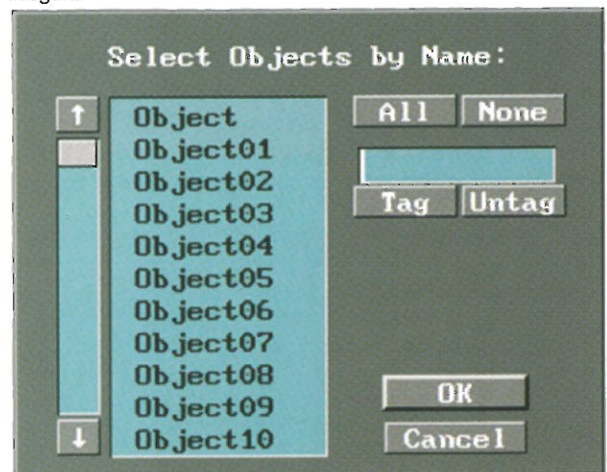 Select Objects by Name:
Object
Object01
Object02
Object03
Object04
Object05
Object06
Object07
Object08
Object09
Object10
All None
Tag Untag
OK
Cancel